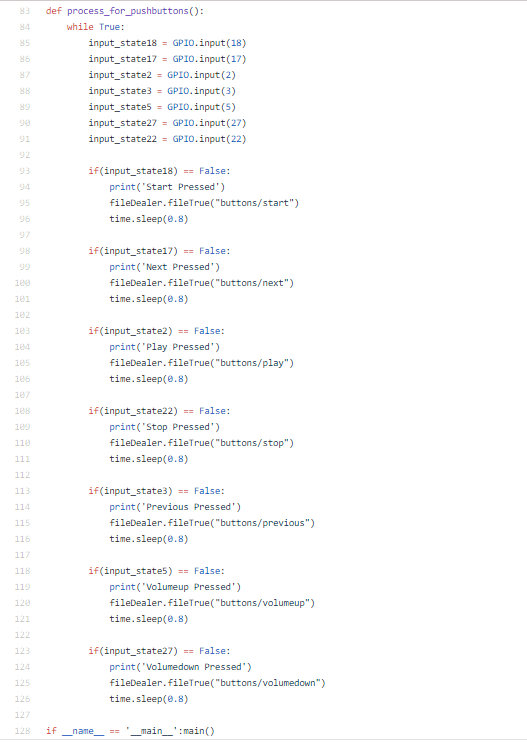 83 def process_for_pushbuttons():
84     while True:
85         input_state18 = GPIO.input(18)
86         input_state17 = GPIO.input(17)
87         input_state2 = GPIO.input(2)
88         input_state3 = GPIO.input(3)
89         input_state5 = GPIO.input(5)
90         input_state27 = GPIO.input(27)
91         input_state22 = GPIO.input(22)
92
93         if(input_state18) == False:
94             print('Start Pressed')
95             fileDealer.fileTrue("buttons/start")
96             time.sleep(0.8)
97
98         if(input_state17) == False:
99             print('Next Pressed')
100             fileDealer.fileTrue("buttons/next")
101             time.sleep(0.8)
102
103         if(input_state2) == False:
104             print('Play Pressed')
105             fileDealer.fileTrue("buttons/play")
106             time.sleep(0.8)
107
108         if(input_state22) == False:
109             print('Stop Pressed')
110             fileDealer.fileTrue("buttons/stop")
111             time.sleep(0.8)
112
113         if(input_state3) == False:
114             print('Previous Pressed')
115             fileDealer.fileTrue("buttons/previous")
116             time.sleep(0.8)
117
118         if(input_state5) == False:
119             print('Volumeup Pressed')
120             fileDealer.fileTrue("buttons/volumeup")
121             time.sleep(0.8)
122
123         if(input_state27) == False:
124             print('Volumedown Pressed')
125             fileDealer.fileTrue("buttons/volumedown")
126             time.sleep(0.8)
127
128 if __name__ == '__main__':main()